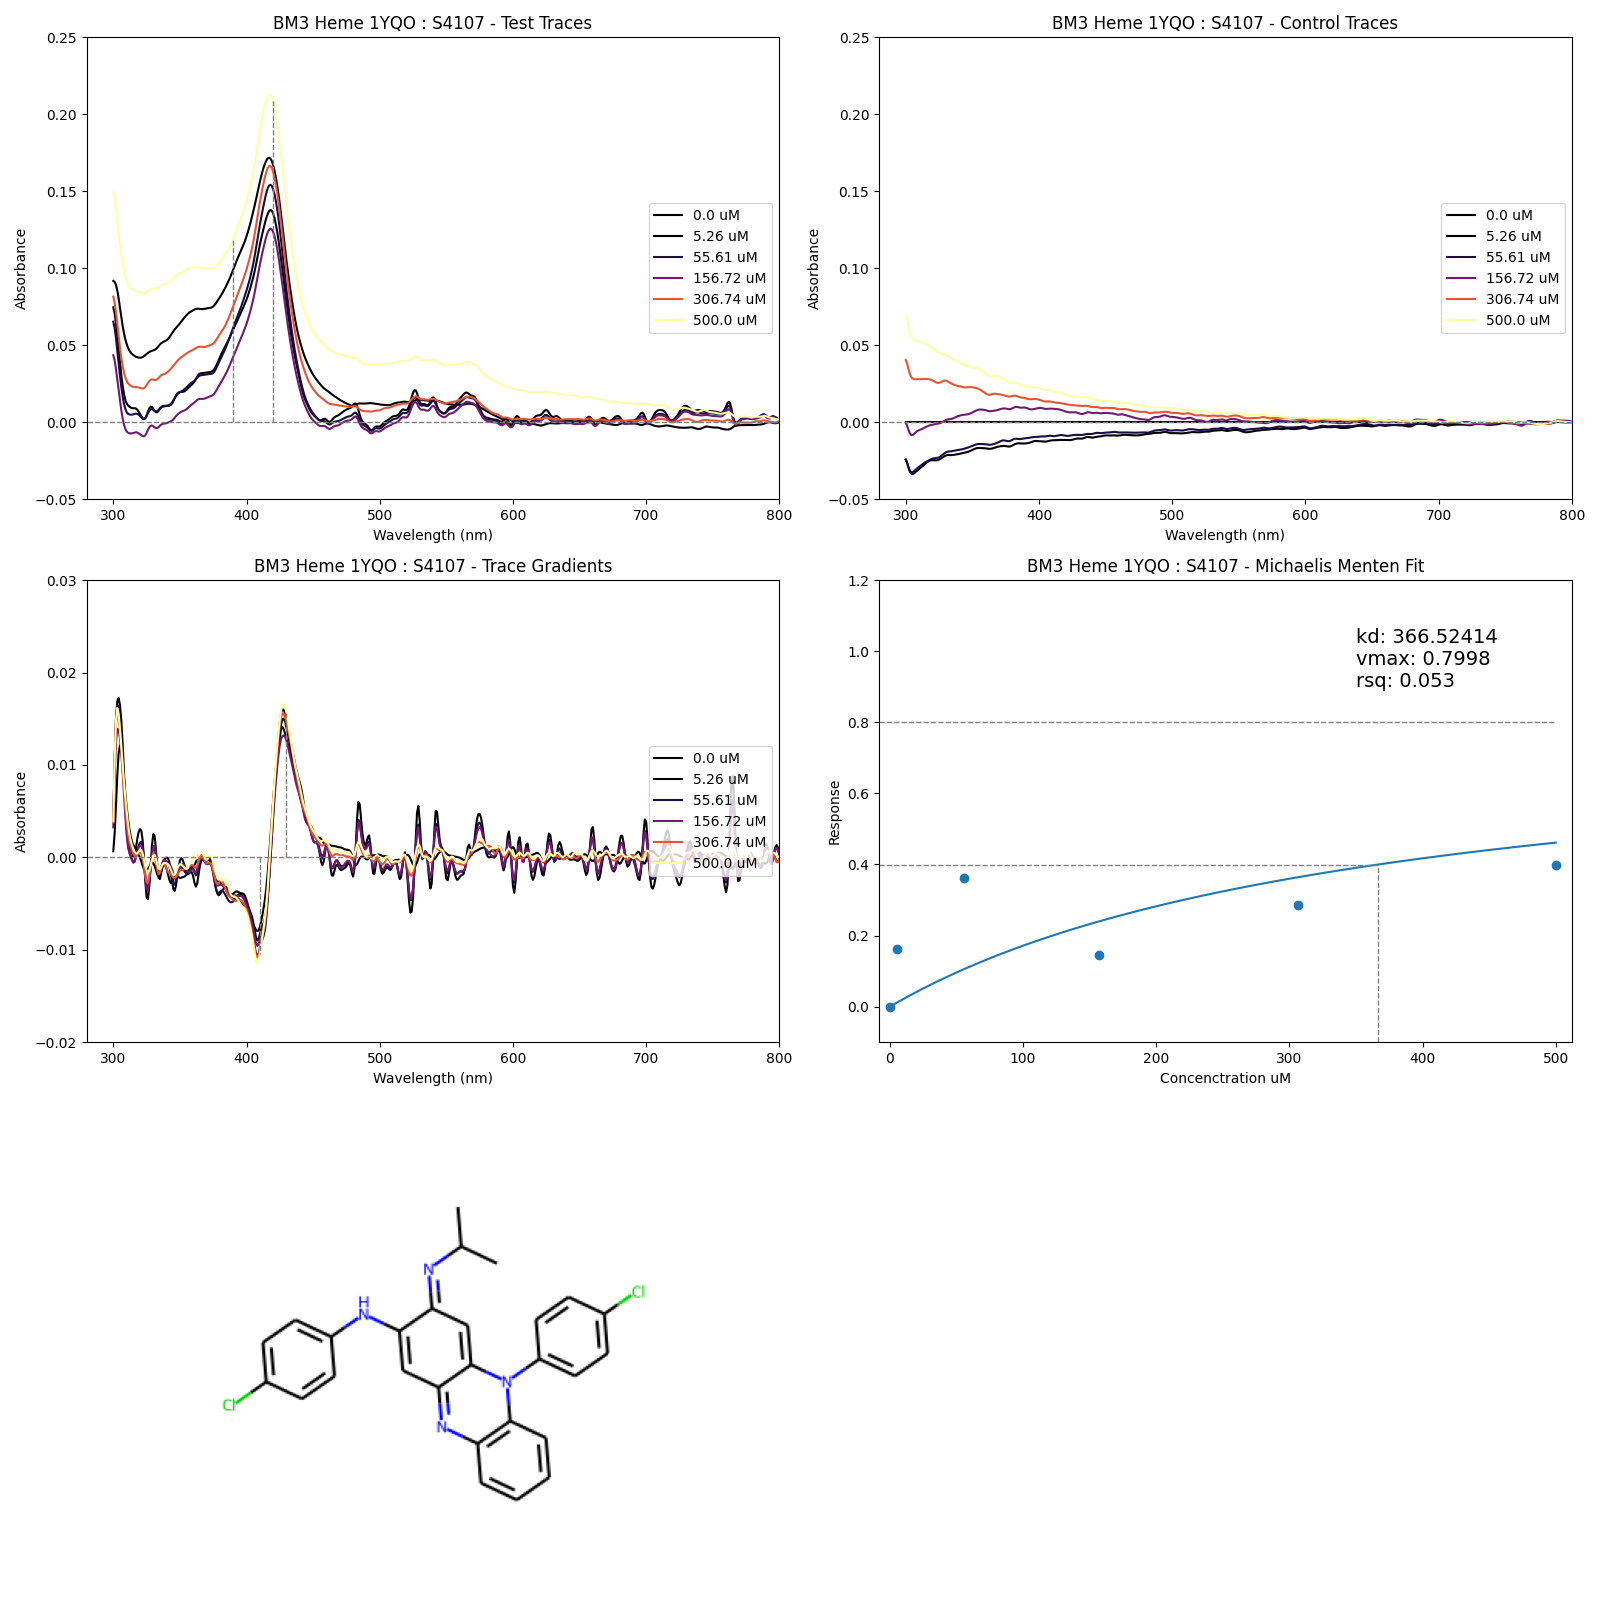 BM3 Heme 1YQO : S4107 - Test Traces
0.25
0.20
0.15
0.10
0.05
0.00
−0.05
Absorbance
300 400 500 600 700 800
Wavelength (nm)
0.0 uM
5.26 uM
55.61 uM
156.72 uM
306.74 uM
500.0 uM
BM3 Heme 1YQO : S4107 - Control Traces
0.25
0.20
0.15
0.10
0.05
0.00
−0.05
Absorbance
300 400 500 600 700 800
Wavelength (nm)
0.0 uM
5.26 uM
55.61 uM
156.72 uM
306.74 uM
500.0 uM
BM3 Heme 1YQO : S4107 - Trace Gradients
0.03
0.02
0.01
0.00
−0.01
−0.02
Absorbance
300 400 500 600 700 800
Wavelength (nm)
0.0 uM
5.26 uM
55.61 uM
156.72 uM
306.74 uM
500.0 uM
BM3 Heme 1YQO : S4107 - Michaelis Menten Fit
1.2
1.0
0.8
0.6
0.4
0.2
0.0
Response
kd: 366.52414
vmax: 0.7998
rsq: 0.053
0 100 200 300 400 500
Concenctration uM
N
Cl
H
N
N
Cl
N